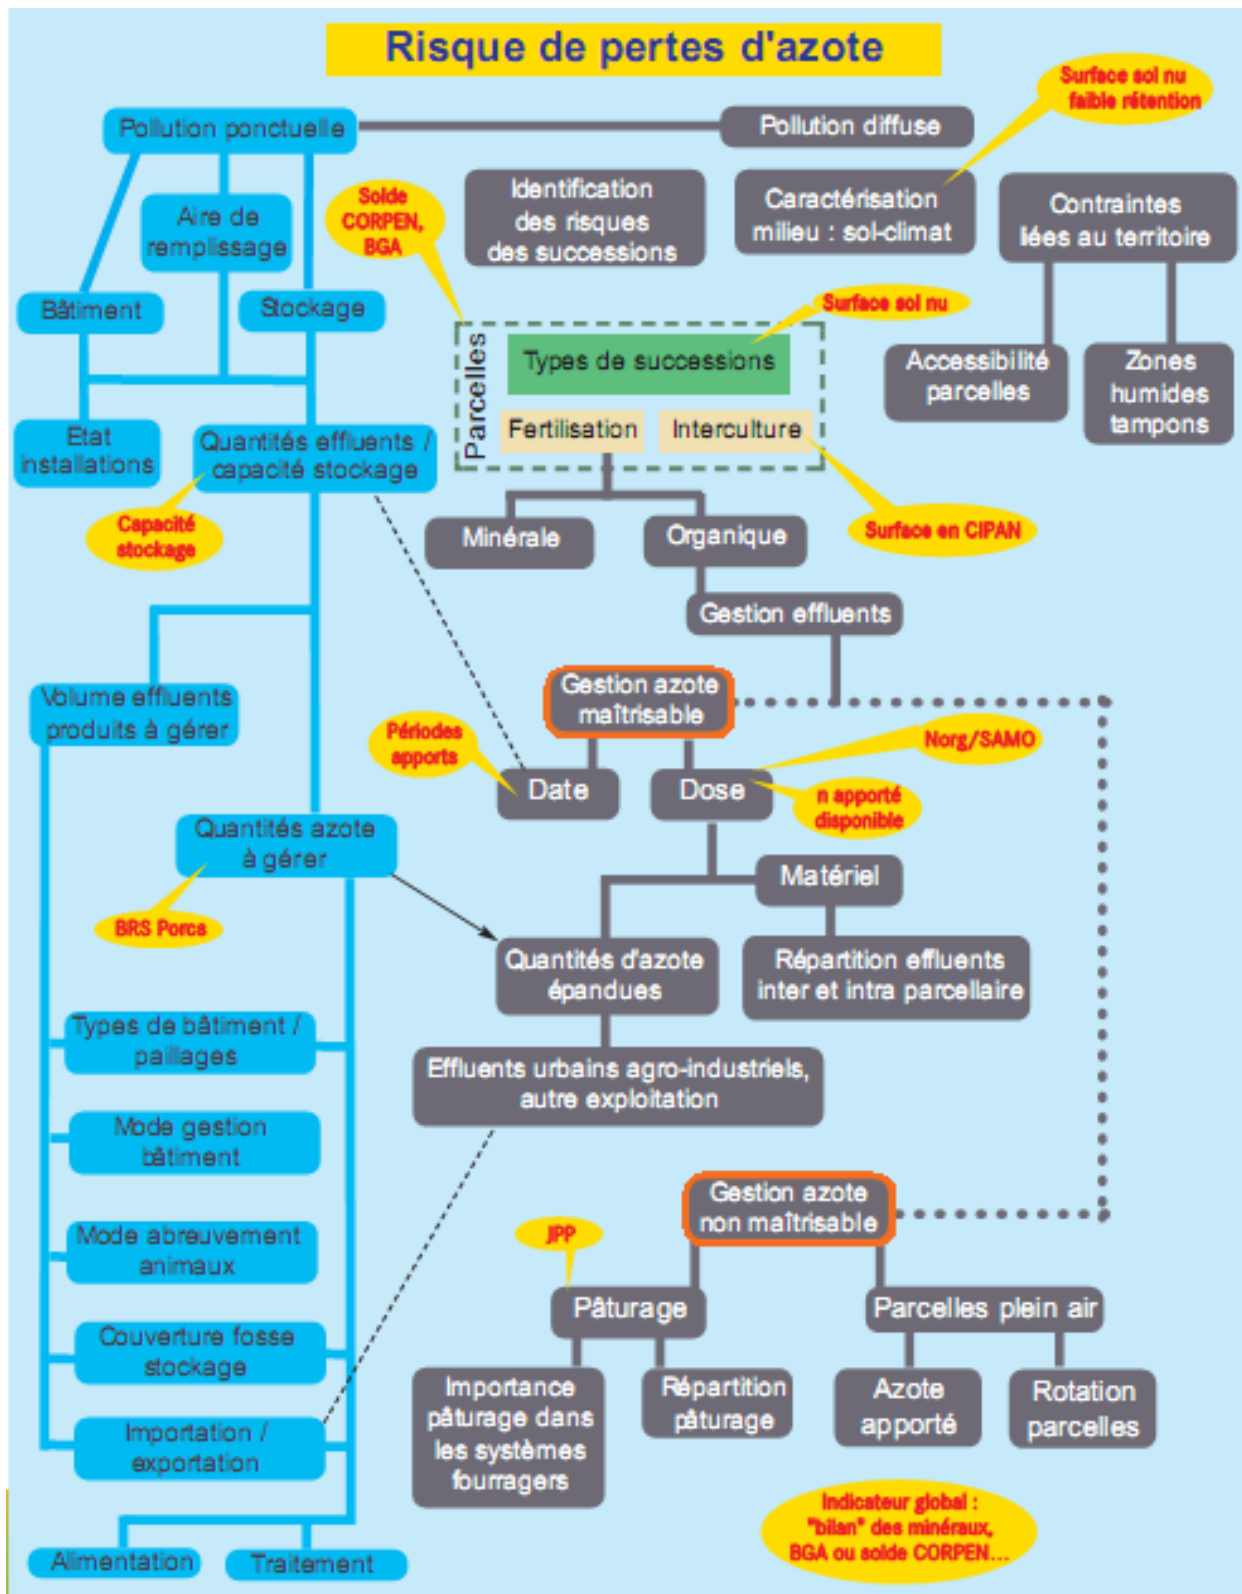 Risque de pertes d'azote
Surface sol nu
faible rétention
Pollution ponctuelle
Pollution diffuse
Solde
CORPEN,
BGA
Identification
des risques
des successions
Caractérisation
milieu : sol-climat
Contraintes
liées au territoire
Aire de
remplissage
Bâtiment
Stockage
Surface sol nu
Parcelles
Types de successions
Accessibilité
parcelles
Zones
humides
tampons
Fertilisation
Interculture
Etat
installations
Quantités effluents /
capacité stockage
Capacité
stockage
Minérale
Organique
Surface en CIPAN
Gestion effluents
Volume effluents
produits à gérer
Gestion azote
maîtrisable
Périodes
apports
Norg/SAMO
Date
Dose
n apporté
disponible
Quantités azote
à gérer
Matériel
BRS Porcs
Quantités d'azote
épandues
Répartition effluents
inter et intra parcellaire
Types de bâtiment /
paillages
Effluents urbains agro-industriels,
autre exploitation
Mode gestion
bâtiment
Gestion azote
non maîtrisable
Mode abreuvement
animaux
JPP
Pâturage
Parcelles plein air
Couverture fosse
stockage
Importance
pâturage dans
les systèmes
fourragers
Répartition
pâturage
Azote
apporté
Rotation
parcelles
Importation /
exportation
Indicateur global :
"bilan" des minéraux,
BGA ou solde CORPEN...
Alimentation
Traitement